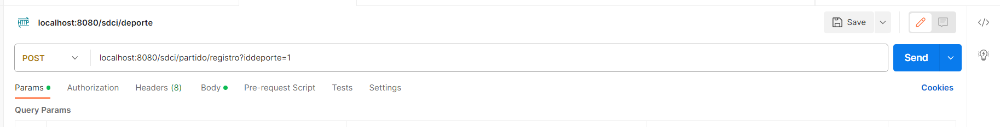 HTTP localhost:8080/sdci/deporte Save
POST localhost:8080/sdci/partido/registro?iddeporte=1 Send
Params Authorization Headers (8) Body Pre-request Script Tests Settings Cookies
Query Params